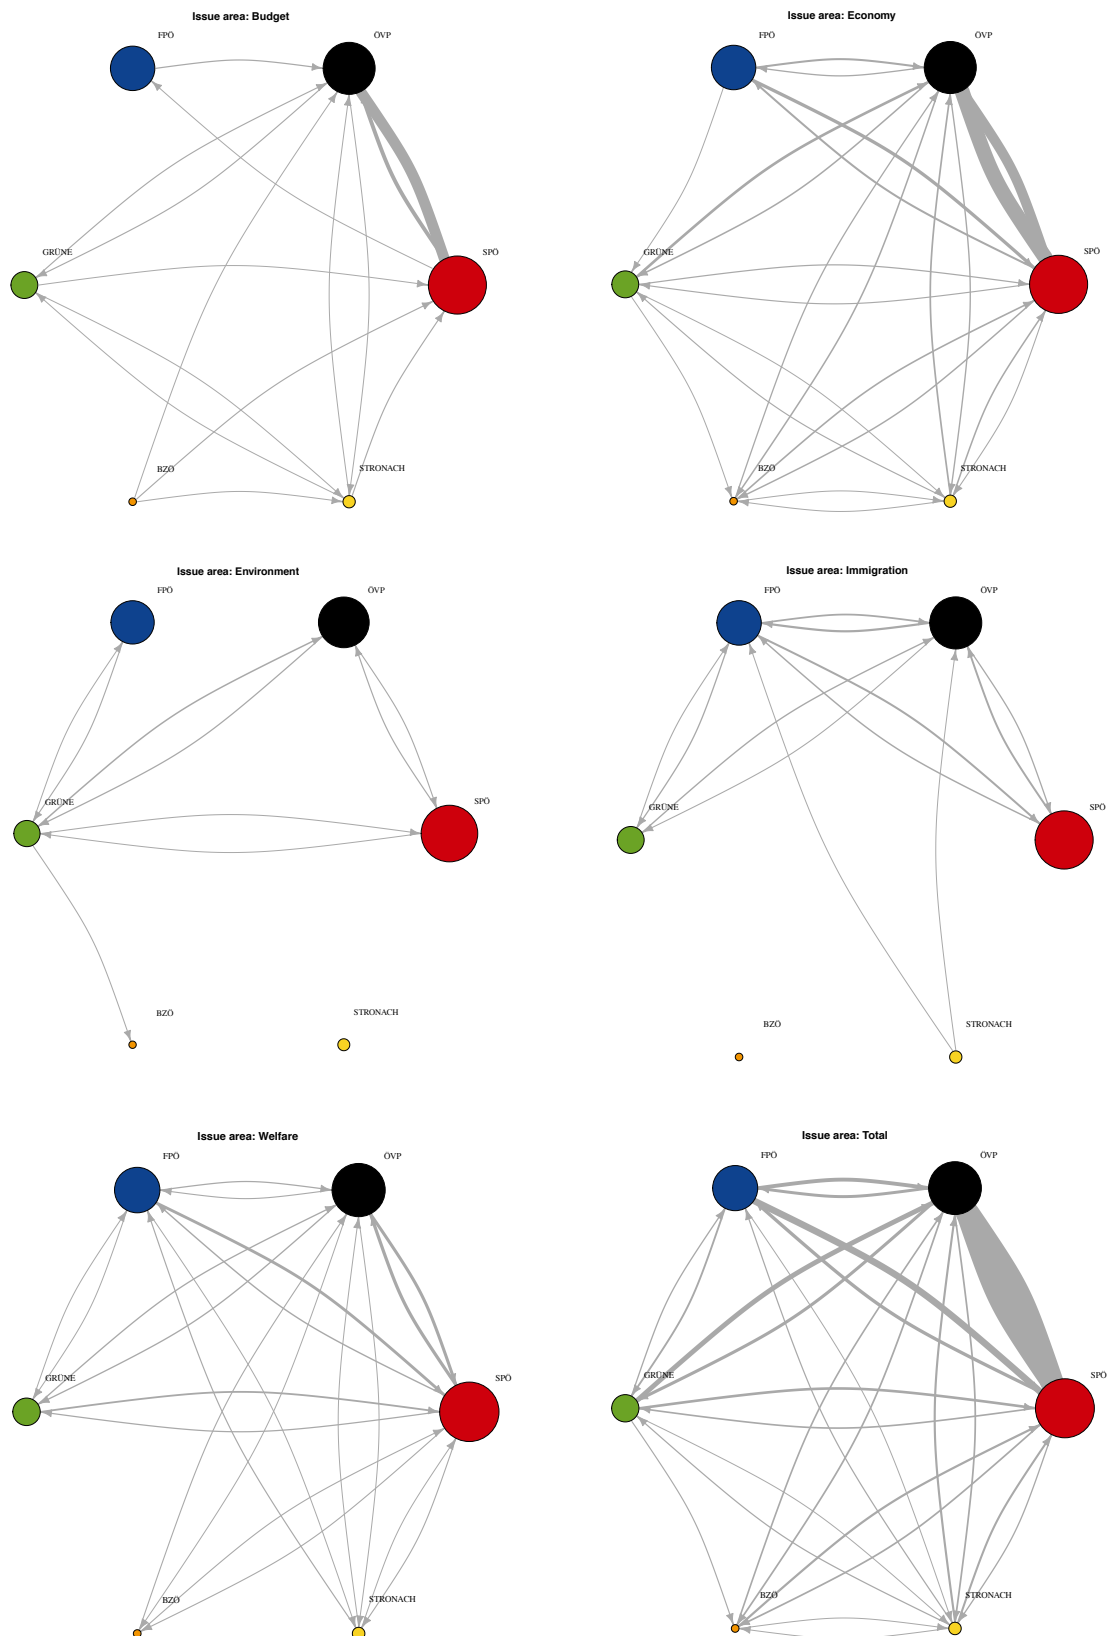 Issue area: Budget
FPÖ
ÖVP
GRÜNE
SPÖ
BZÖ
STRONACH
Issue area: Economy
FPÖ
ÖVP
GRÜNE
SPÖ
BZÖ
STRONACH
Issue area: Environment
FPÖ
ÖVP
GRÜNE
SPÖ
BZÖ
STRONACH
Issue area: Immigration
FPÖ
ÖVP
GRÜNE
SPÖ
BZÖ
STRONACH
Issue area: Welfare
FPÖ
ÖVP
GRÜNE
SPÖ
BZÖ
STRONACH
Issue area: Total
FPÖ
ÖVP
GRÜNE
SPÖ
BZÖ
STRONACH